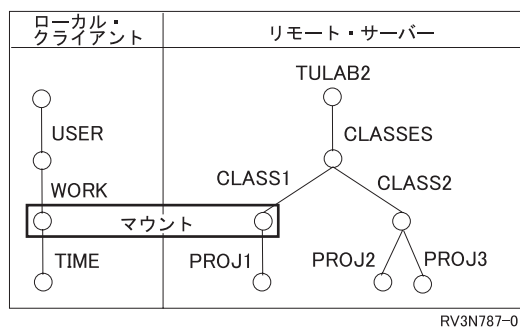 ローカル・
クライアント
リモート・サーバー
TULAB2
USER
CLASSES
WORK
CLASS1
CLASS2
マウント
TIME
PROJ1
PROJ2
PROJ3
RV3N787-0